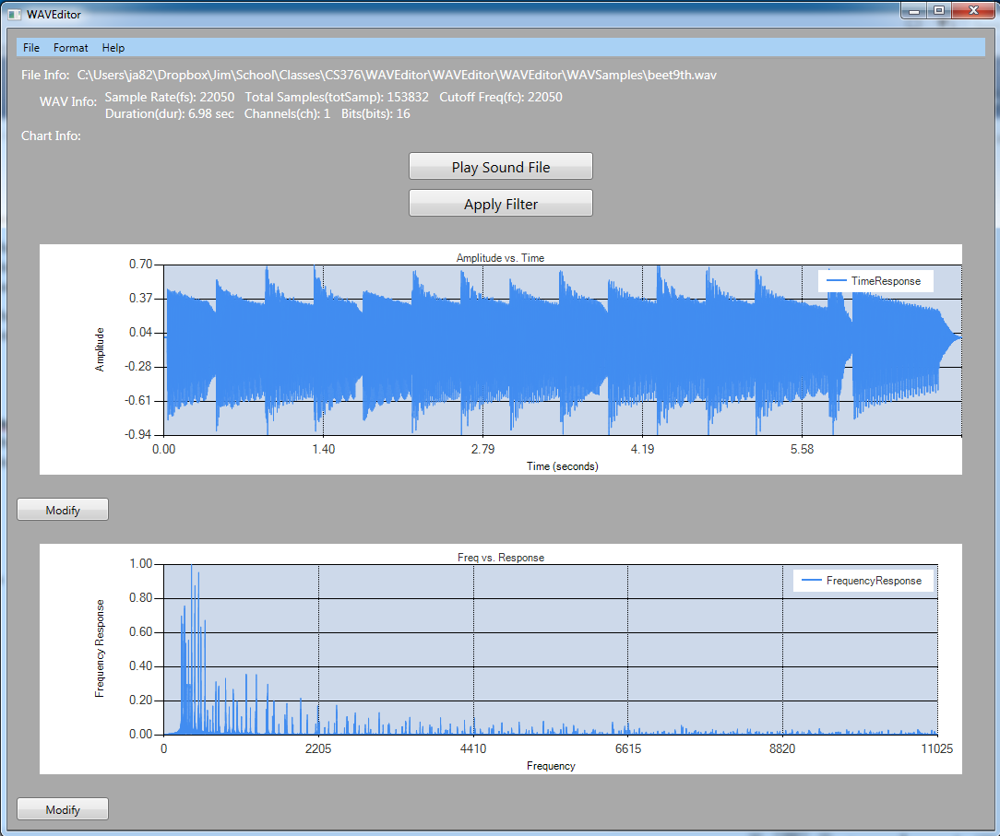 WAVEditor
File Format Help
File Info: C:\Users\ja82\Dropbox\Jim\School\Classes\CS376\WAVEditor\WAVEditor\WAVEditor\WAVSamples\beet9th.wav
WAV Info: Sample Rate(fs): 22050 Total Samples(totSamp): 153832 Cutoff Freq(fc): 22050
Duration(dur): 6.98 sec Channels(ch): 1 Bits(bits): 16
Chart Info:
Play Sound File
Apply Filter
Amplitude vs. Time
TimeResponse
Amplitude
0.70
0.37
0.04
-0.28
-0.61
-0.94
0.00 1.40 2.79 4.19 5.58
Time (seconds)
Modify
Freq vs. Response
FrequencyResponse
Frequency Response
1.00
0.80
0.60
0.40
0.20
0.00
0 2205 4410 6615 8820 11025
Frequency
Modify